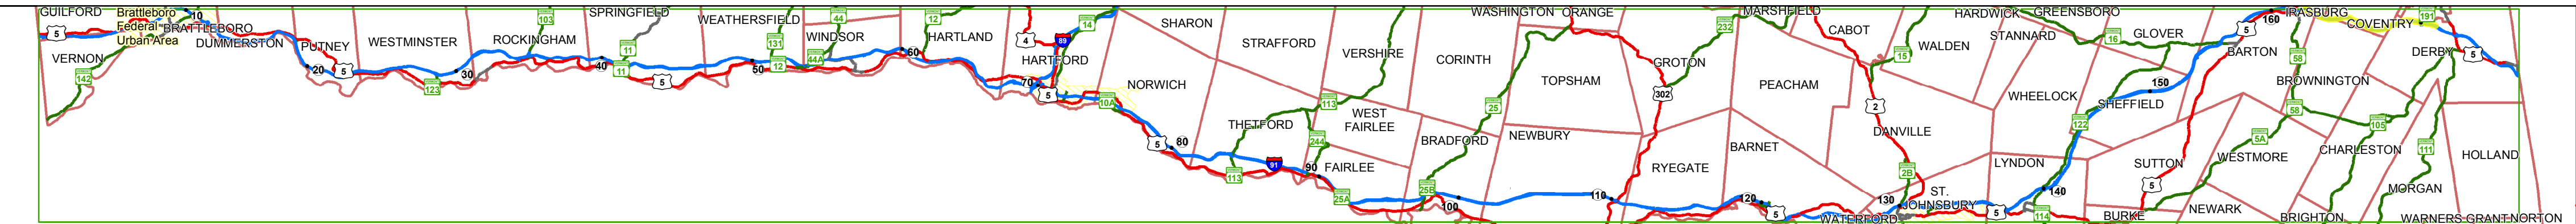 GUILFORD
Brattleboro
Federal
Urban Area
10
BRATTLEBORO
DUMMERSTON
5
VERNON
142
PUTNEY
20
5
WESTMINSTER
123
30
ROCKINGHAM
103
SPRINGFIELD
40
11
11
5
WEATHERSFIELD
131
50
12
44
WINDSOR
44A
60
12
HARTLAND
4
89
14
HARTFORD
70
5
10A
NORWICH
SHARON
5
80
STRAFFORD
THETFORD
113
91
113
244
90
VERSHIRE
WEST
FAIRLEE
FAIRLEE
25A
CORINTH
BRADFORD
25
25B
100
WASHINGTON
ORANGE
TOPSHAM
NEWBURY
110
GROTON
302
RYEGATE
232
MARSHFIELD
PEACHAM
BARNET
120
5
CABOT
2
DANVILLE
2B
WATERFORD
130
ST.
JOHNSBURY
15
WALDEN
HARDWICK
STANNARD
GREENSBORO
WHEELOCK
LYNDON
5
140
114
16
GLOVER
122
SHEFFIELD
150
SUTTON
5
BURKE
5
160
BARTON
IRASBURG
58
BROWNINGTON
58
5A
WESTMORE
NEWARK
COVENTRY
191
DERBY
5
105
CHARLESTON
111
MORGAN
BRIGHTON
HOLLAND
WARNERS GRANT
NORTON